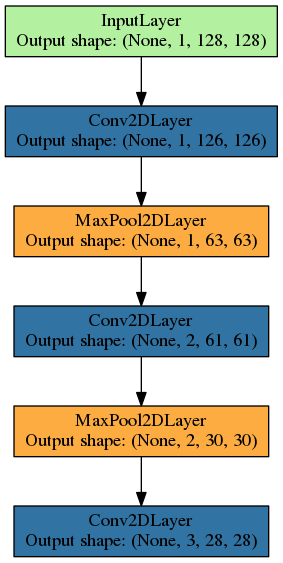 InputLayer
Output shape: (None, 1, 128, 128)
Conv2DLayer
Output shape: (None, 1, 126, 126)
MaxPool2DLayer
Output shape: (None, 1, 63, 63)
Conv2DLayer
Output shape: (None, 2, 61, 61)
MaxPool2DLayer
Output shape: (None, 2, 30, 30)
Conv2DLayer
Output shape: (None, 3, 28, 28)